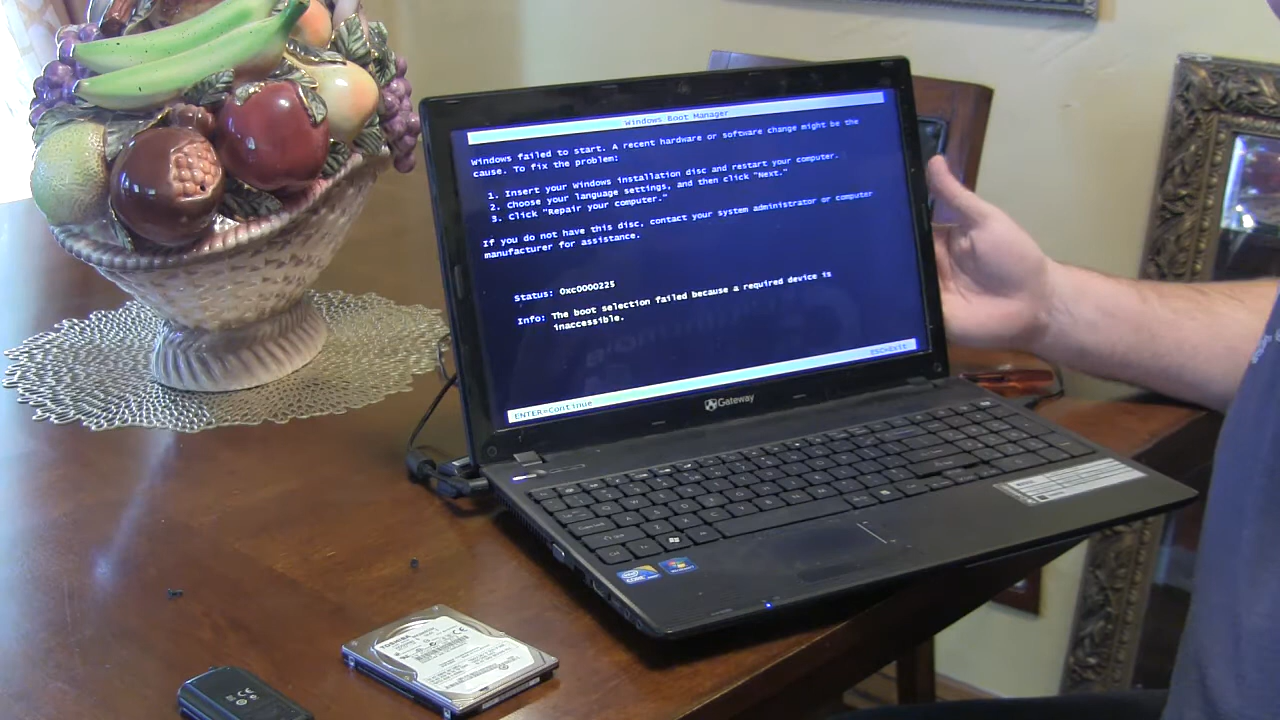 Windows Boot Manager
Windows failed to start. A recent hardware or software change might be the
cause. To fix the problem:
1. Insert your Windows installation disc and restart your computer.
2. Choose your language settings, and then click "Next."
3. Click "Repair your computer."
If you do not have this disc, contact your system administrator or computer
manufacturer for assistance.
Status: 0xc0000225
Info: The boot selection failed because a required device is
inaccessible.
ENTER=Continue
ESC=Exit
Gateway
intel
CORE
TOSHIBA